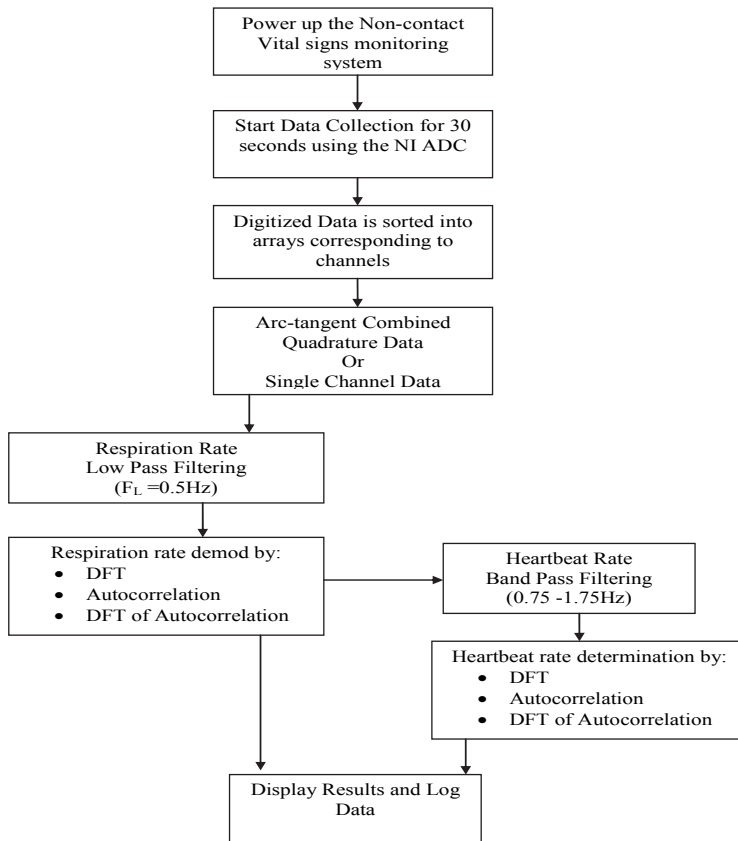 Power up the Non-contact
Vital signs monitoring
system
Start Data Collection for 30
seconds using the NI ADC
Digitized Data is sorted into
arrays corresponding to
channels
Arc-tangent Combined
Quadrature Data
Or
Single Channel Data
Respiration Rate
Low Pass Filtering
(F_L =0.5Hz)
Respiration rate demod by:
• DFT
• Autocorrelation
• DFT of Autocorrelation
Heartbeat Rate
Band Pass Filtering
(0.75 -1.75Hz)
Heartbeat rate determination by:
• DFT
• Autocorrelation
• DFT of Autocorrelation
Display Results and Log
Data